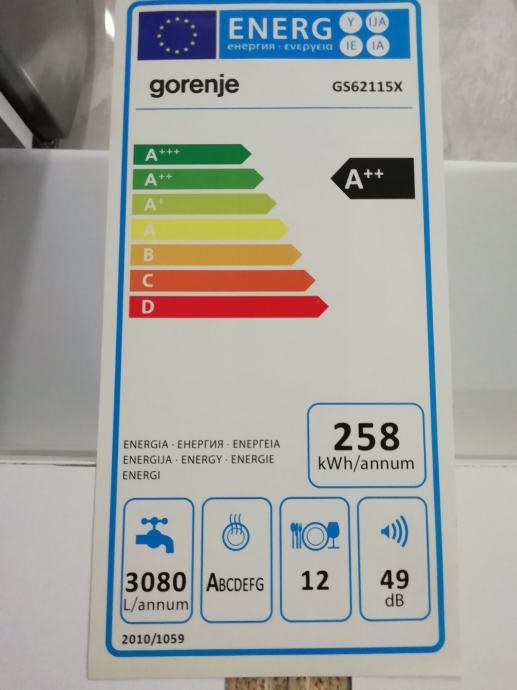 ENERG Y IJA
енергия · ενεργεια IE IA
gorenje GS62115X
A+++
A++
A++
A+
A
B
C
D
258
kWh/annum
ENERGIA · ЕНЕРГИЯ · ΕΝΕΡΓΕΙΑ
ENERGIJA · ENERGY · ENERGIE
ENERGI
3080
L/annum
ABCDEFG
12
49
dB
2010/1059